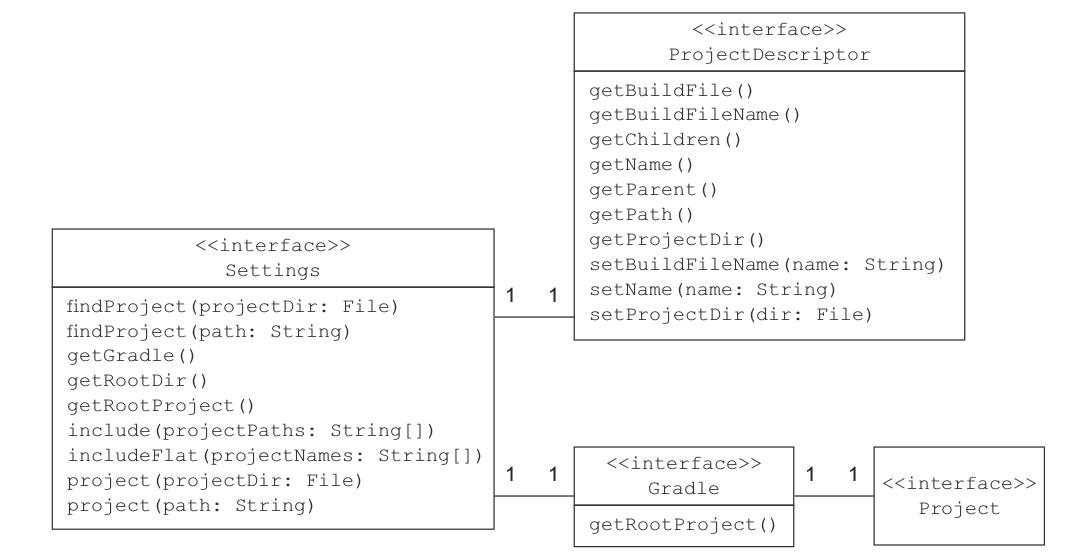 <<interface>>
ProjectDescriptor
getBuildFile()
getBuildFileName()
getChildren()
getName()
getParent()
getPath()
getProjectDir()
setBuildFileName(name: String)
setName(name: String)
setProjectDir(dir: File)
<<interface>>
Settings
findProject(projectDir: File)
findProject(path: String)
getGradle()
getRootDir()
getRootProject()
include(projectPaths: String[])
includeFlat(projectNames: String[])
project(projectDir: File)
project(path: String)
1 1
1 1
<<interface>>
Gradle
getRootProject()
1 1
<<interface>>
Project